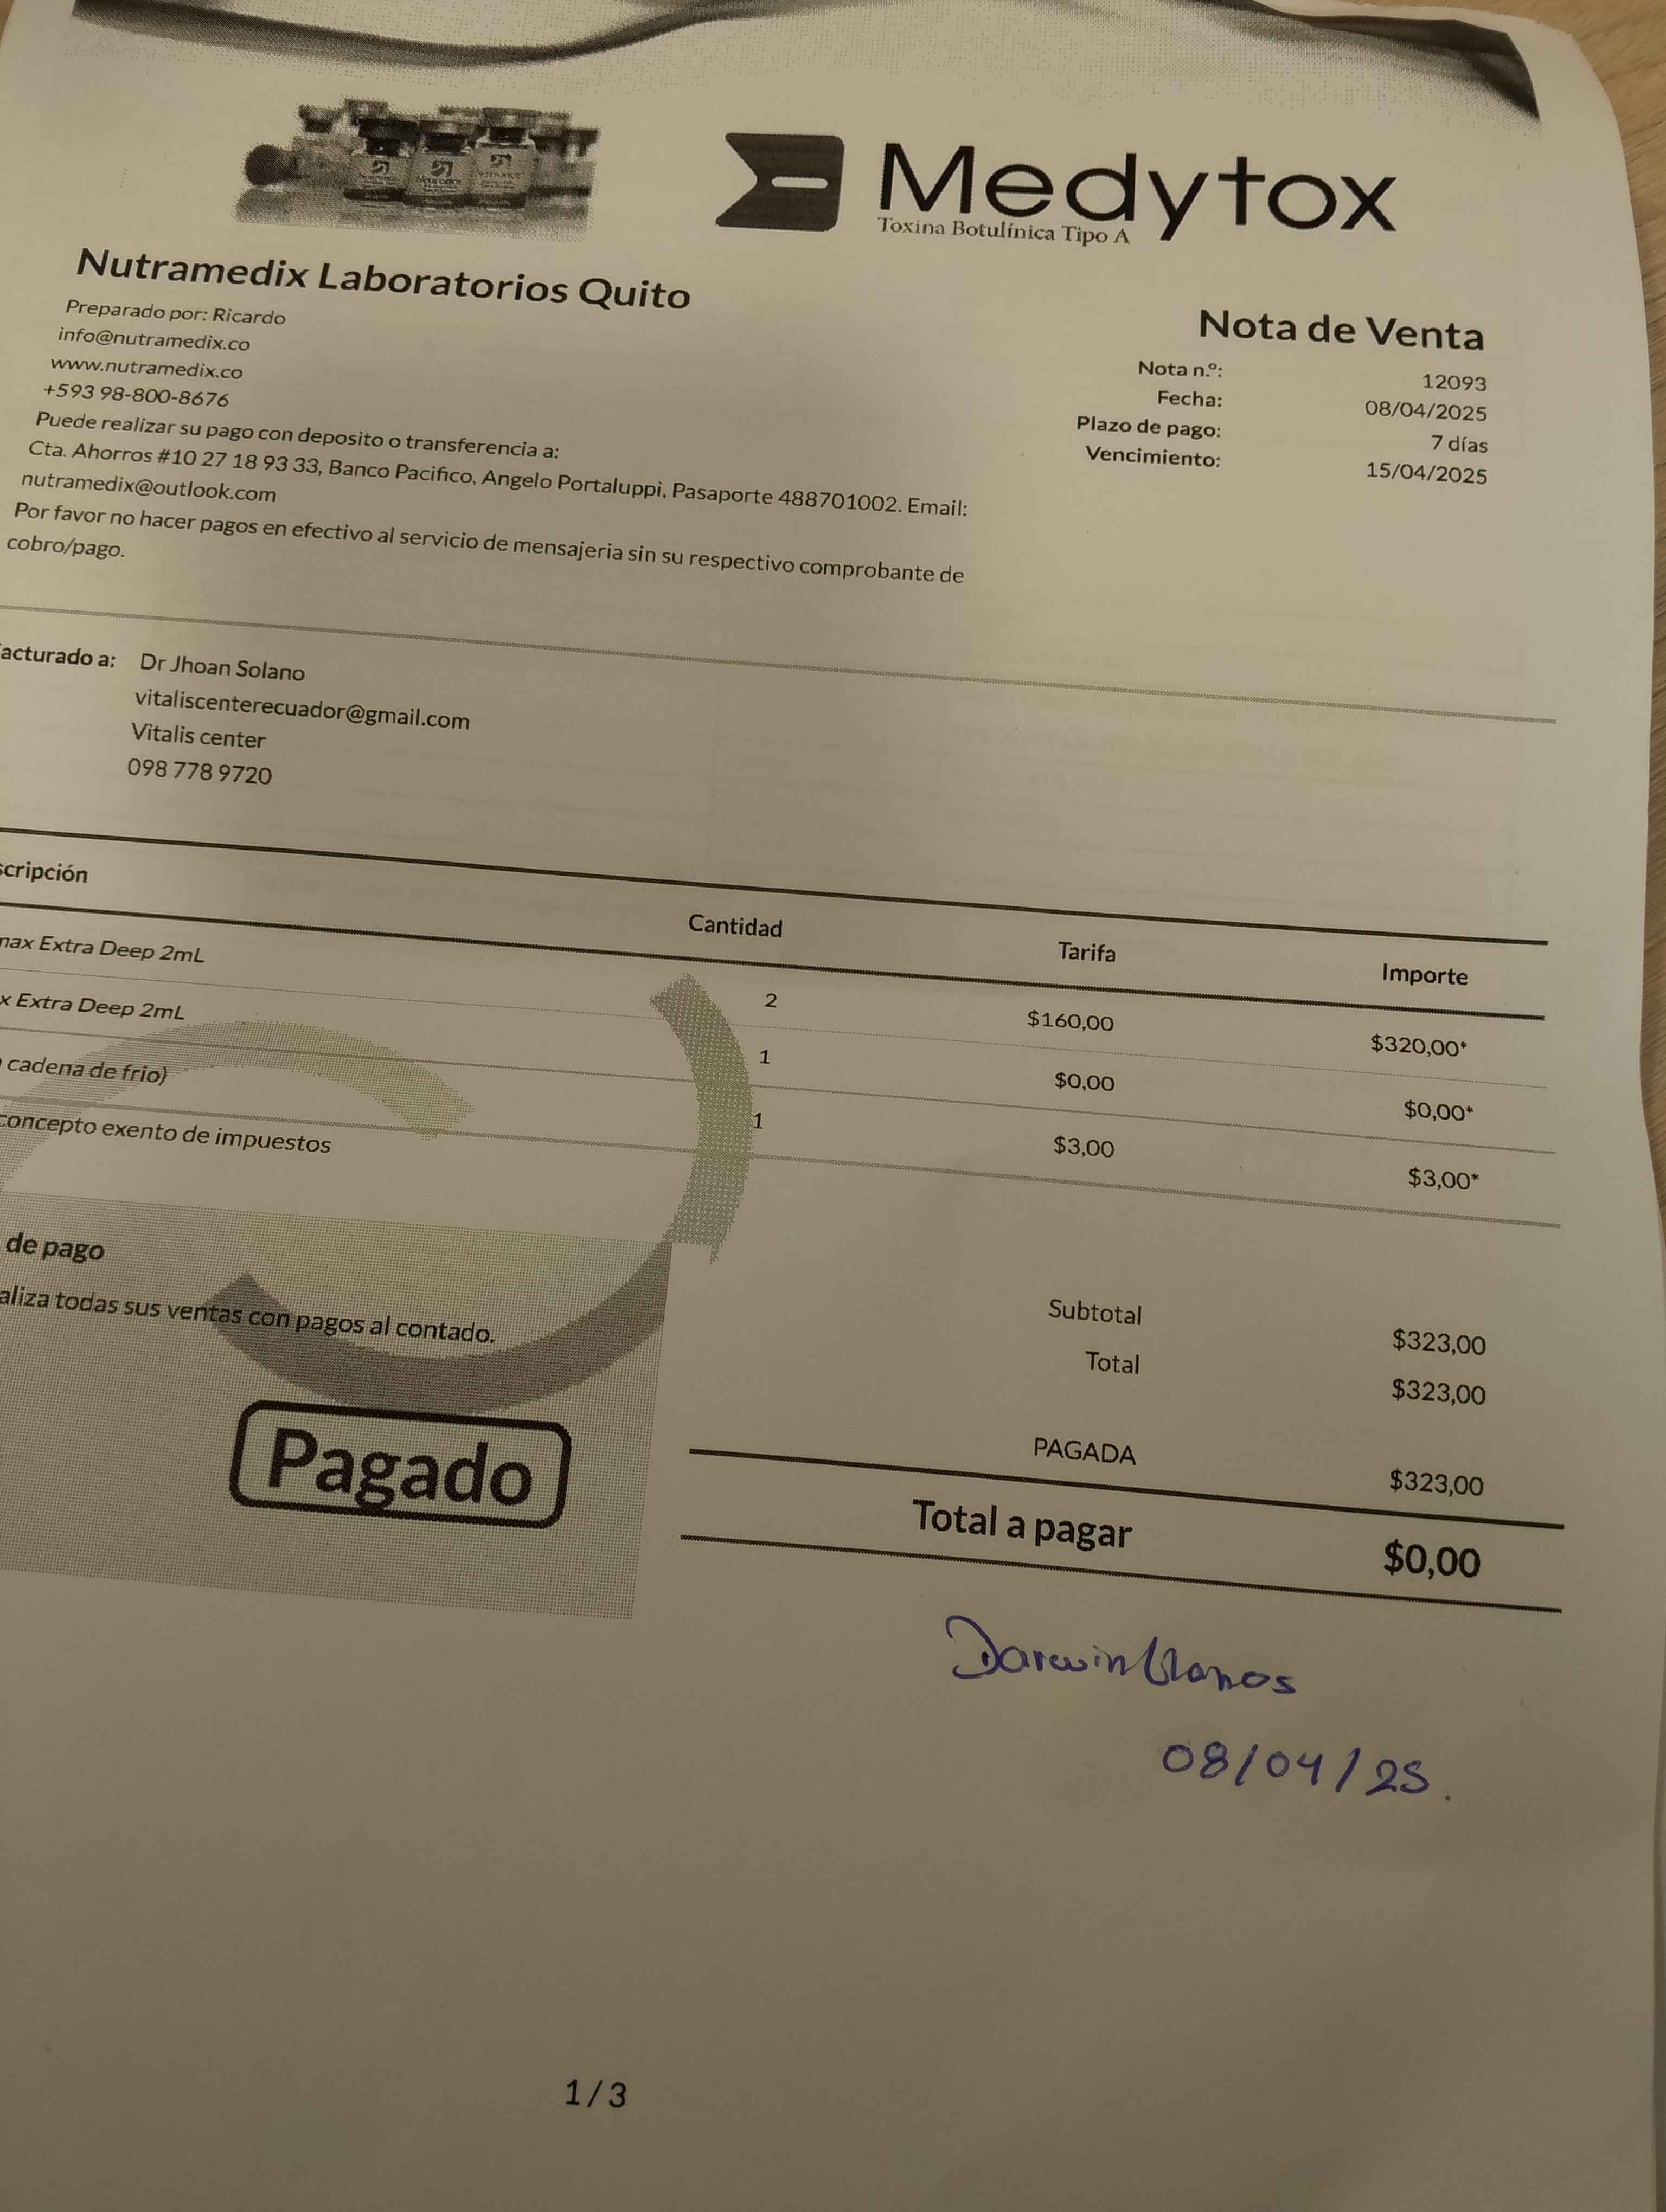 Medytox
Toxina Botulínica Tipo A
Nutramedix Laboratorios Quito
Preparado por: Ricardo
info@nutramedix.co
www.nutramedix.co
+593 98-800-8676
Puede realizar su pago con deposito o transferencia a:
Cta. Ahorros #10 27 18 93 33, Banco Pacifico, Angelo Portaluppi, Pasaporte 488701002. Email:
nutramedix@outlook.com
Por favor no hacer pagos en efectivo al servicio de mensajeria sin su respectivo comprobante de
cobro/pago.
Nota de Venta
Nota n.º: 12093
Fecha: 08/04/2025
Plazo de pago: 7 días
Vencimiento: 15/04/2025
acturado a: Dr Jhoan Solano
vitaliscenterecuador@gmail.com
Vitalis center
098 778 9720
scripción Cantidad Tarifa Importe
max Extra Deep 2mL 2 $160,00 $320,00*
x Extra Deep 2mL 1 $0,00 $0,00*
cadena de frio) 1 $3,00 $3,00*
concepto exento de impuestos
de pago
aliza todas sus ventas con pagos al contado.
Pagado
Subtotal $323,00
Total $323,00
PAGADA $323,00
Total a pagar $0,00
Darwin Llanos
08/04/25.
1/3